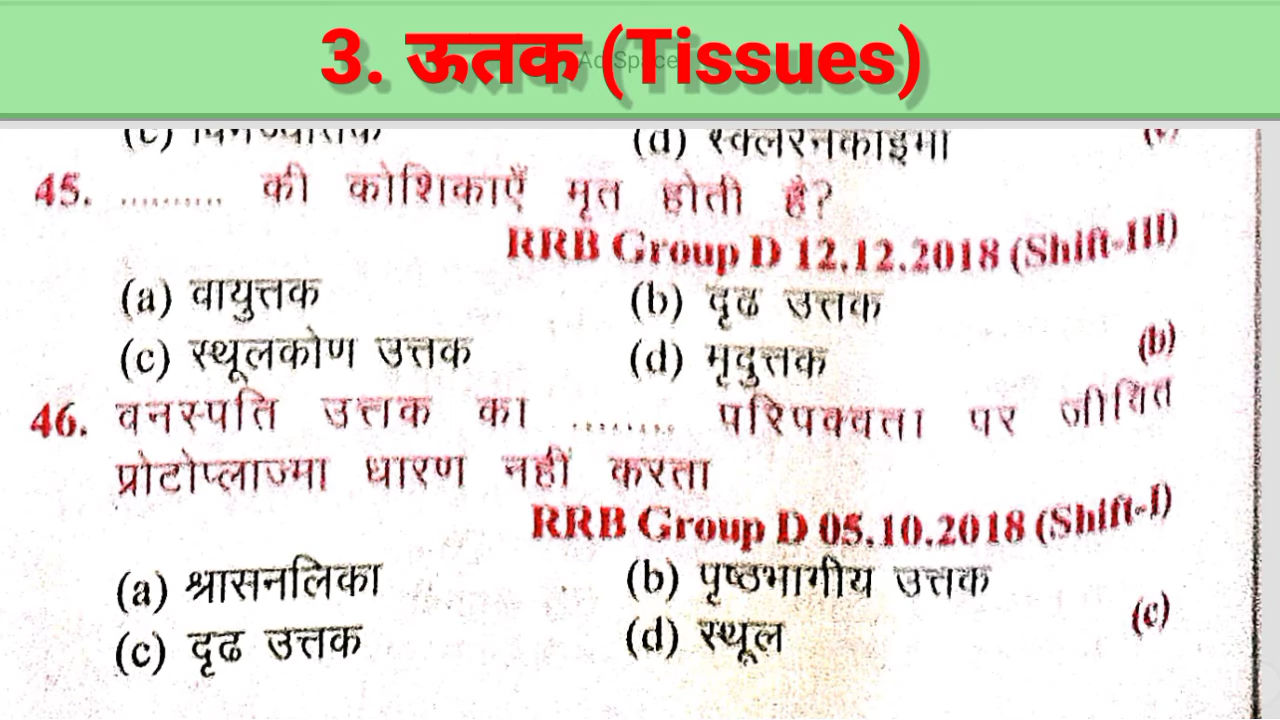 3. ऊतक (Tissues)
Ad Space
(d) स्क्लेरेनकाइमा
45. .......... की कोशिकाएँ मृत होती है?
RRB Group D 12.12.2018 (Shift-III)
(a) वायुत्तक (b) दृढ उत्तक
(c) स्थूलकोण उत्तक (d) मृदुत्तक (b)
46. वनस्पति उत्तक का ......... परिपक्वता पर जीवित
प्रोटोप्लाज्मा धारण नहीं करता
RRB Group D 05.10.2018 (Shift-I)
(a) श्रासनलिका (b) पृष्ठभागीय उत्तक
(c) दृढ उत्तक (d) स्थूल (c)